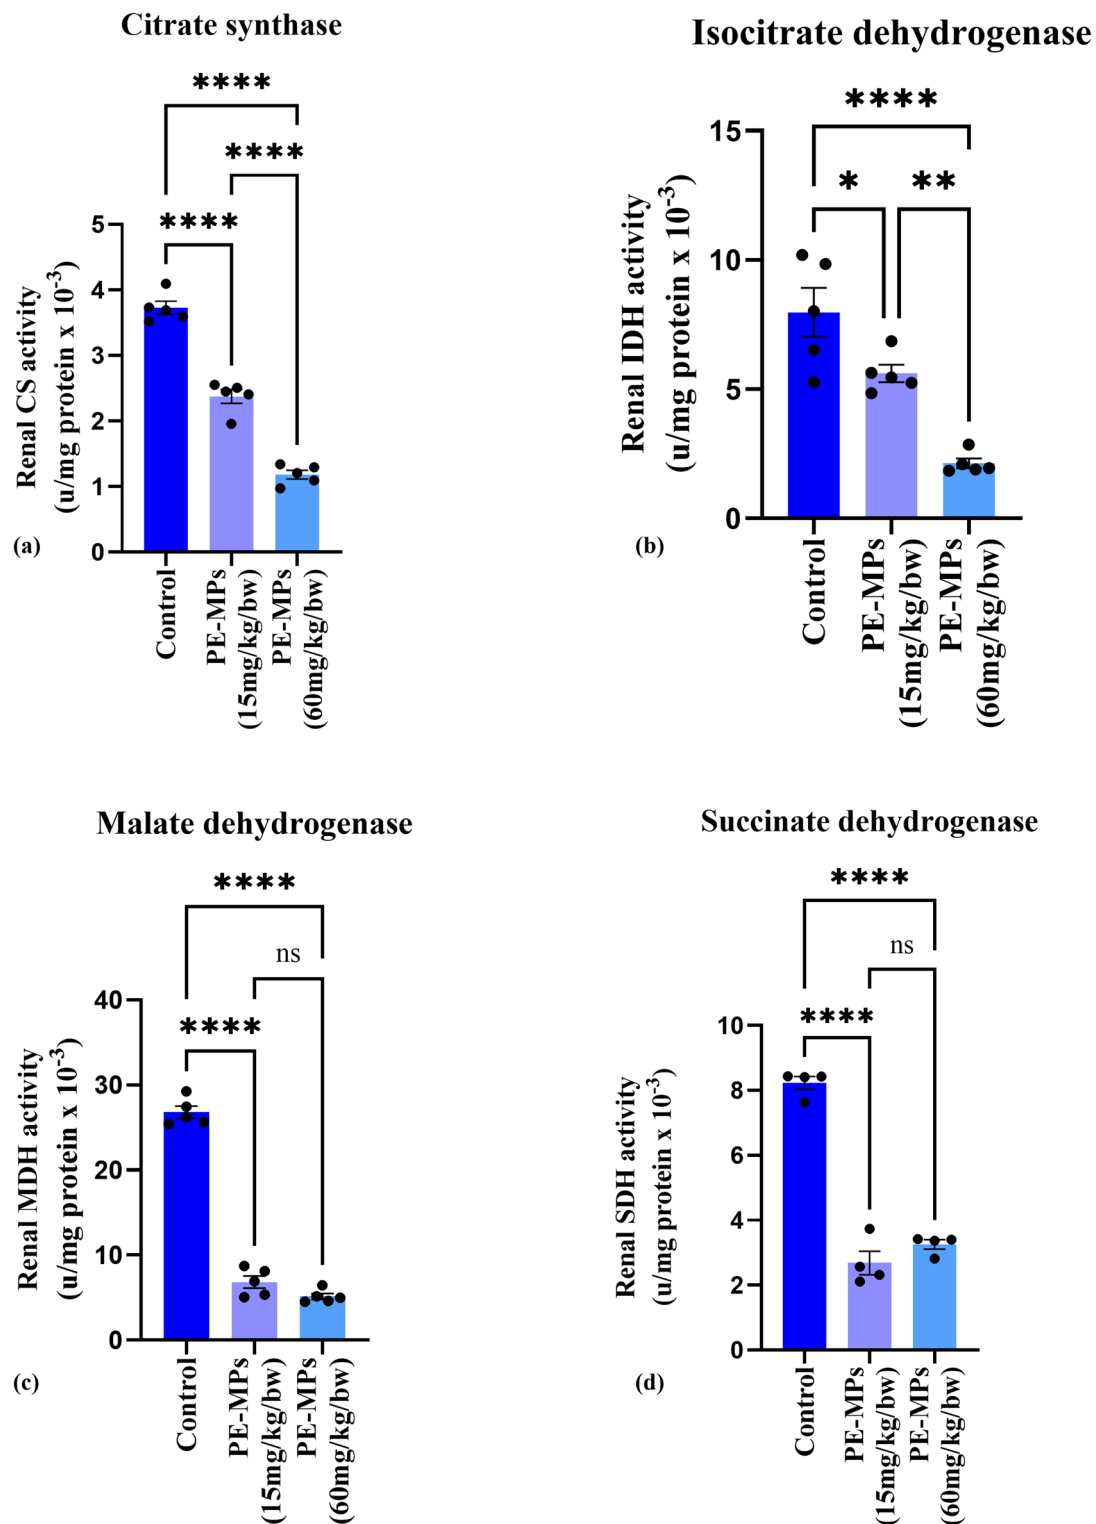 Citrate synthase
****
****
****
5
4
3
2
1
0
Renal CS activity
(u/mg protein x 10-3)
Control
PE-MPs
(15mg/kg/bw)
PE-MPs
(60mg/kg/bw)
(a)
Isocitrate dehydrogenase
****
*
**
15
10
5
0
Renal IDH activity
(u/mg protein x 10-3)
Control
PE-MPs
(15mg/kg/bw)
PE-MPs
(60mg/kg/bw)
(b)
Malate dehydrogenase
****
ns
****
40
30
20
10
0
Renal MDH activity
(u/mg protein x 10-3)
Control
PE-MPs
(15mg/kg/bw)
PE-MPs
(60mg/kg/bw)
(c)
Succinate dehydrogenase
****
ns
****
10
8
6
4
2
0
Renal SDH activity
(u/mg protein x 10-3)
Control
PE-MPs
(15mg/kg/bw)
PE-MPs
(60mg/kg/bw)
(d)